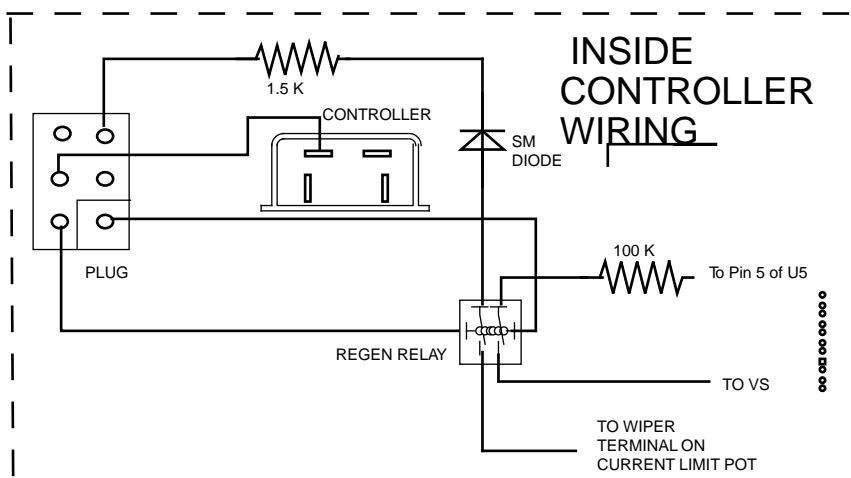 INSIDE
CONTROLLER
WIRING
1.5 K
CONTROLLER
SM
DIODE
PLUG
100 K
To Pin 5 of U5
REGEN RELAY
TO VS
TO WIPER
TERMINAL ON
CURRENT LIMIT POT